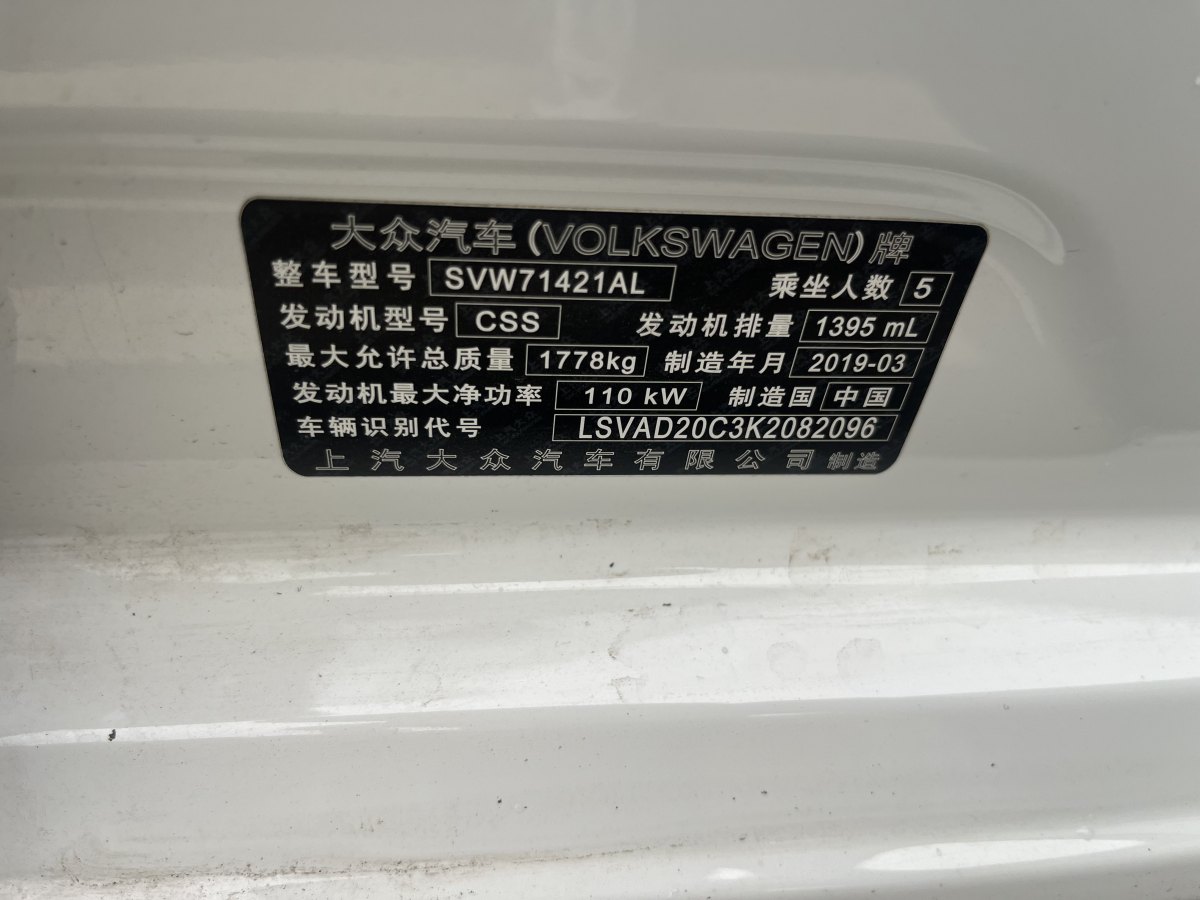 大众汽车(VOLKSWAGEN)牌
整车型号 SVW71421AL 乘坐人数 5
发动机型号 CSS 发动机排量 1395 mL
最大允许总质量 1778kg 制造年月 2019-03
发动机最大净功率 110 kW 制造国 中国
车辆识别代号 LSVAD20C3K2082096
上汽大众汽车有限公司制造